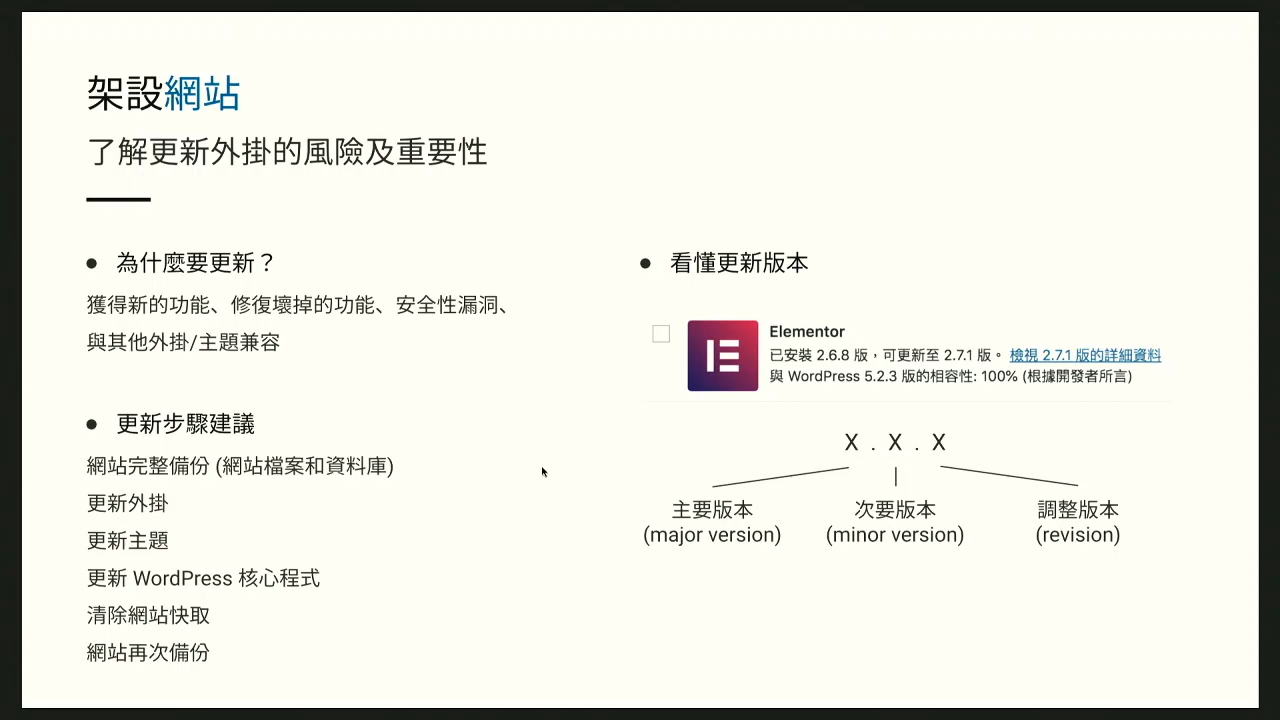 架設網站
了解更新外掛的風險及重要性
為什麼要更新？
獲得新的功能、修復壞掉的功能、安全性漏洞、
與其他外掛/主題兼容
更新步驟建議
網站完整備份 (網站檔案和資料庫)
更新外掛
更新主題
更新 WordPress 核心程式
清除網站快取
網站再次備份
看懂更新版本
Elementor
已安裝 2.6.8 版，可更新至 2.7.1 版。 檢視 2.7.1 版的詳細資料
與 WordPress 5.2.3 版的相容性: 100% (根據開發者所言)
X . X . X
主要版本
(major version)
次要版本
(minor version)
調整版本
(revision)